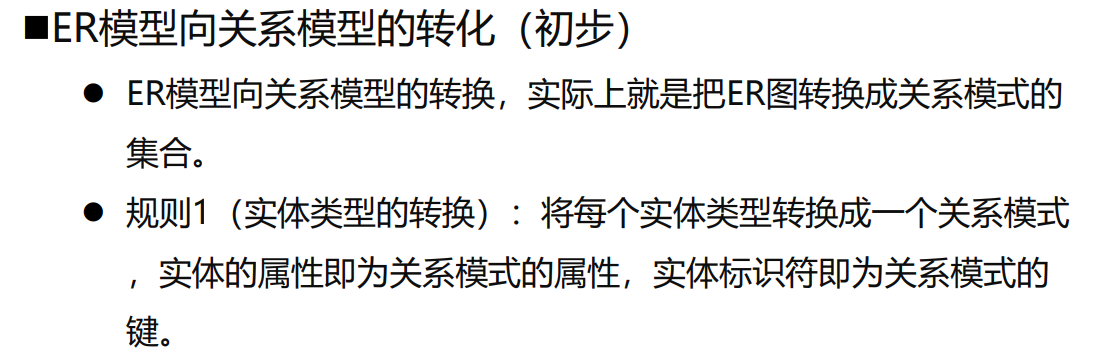 ■ER模型向关系模型的转化（初步）
● ER模型向关系模型的转换，实际上就是把ER图转换成关系模式的
集合。
● 规则1（实体类型的转换）：将每个实体类型转换成一个关系模式
，实体的属性即为关系模式的属性，实体标识符即为关系模式的
键。